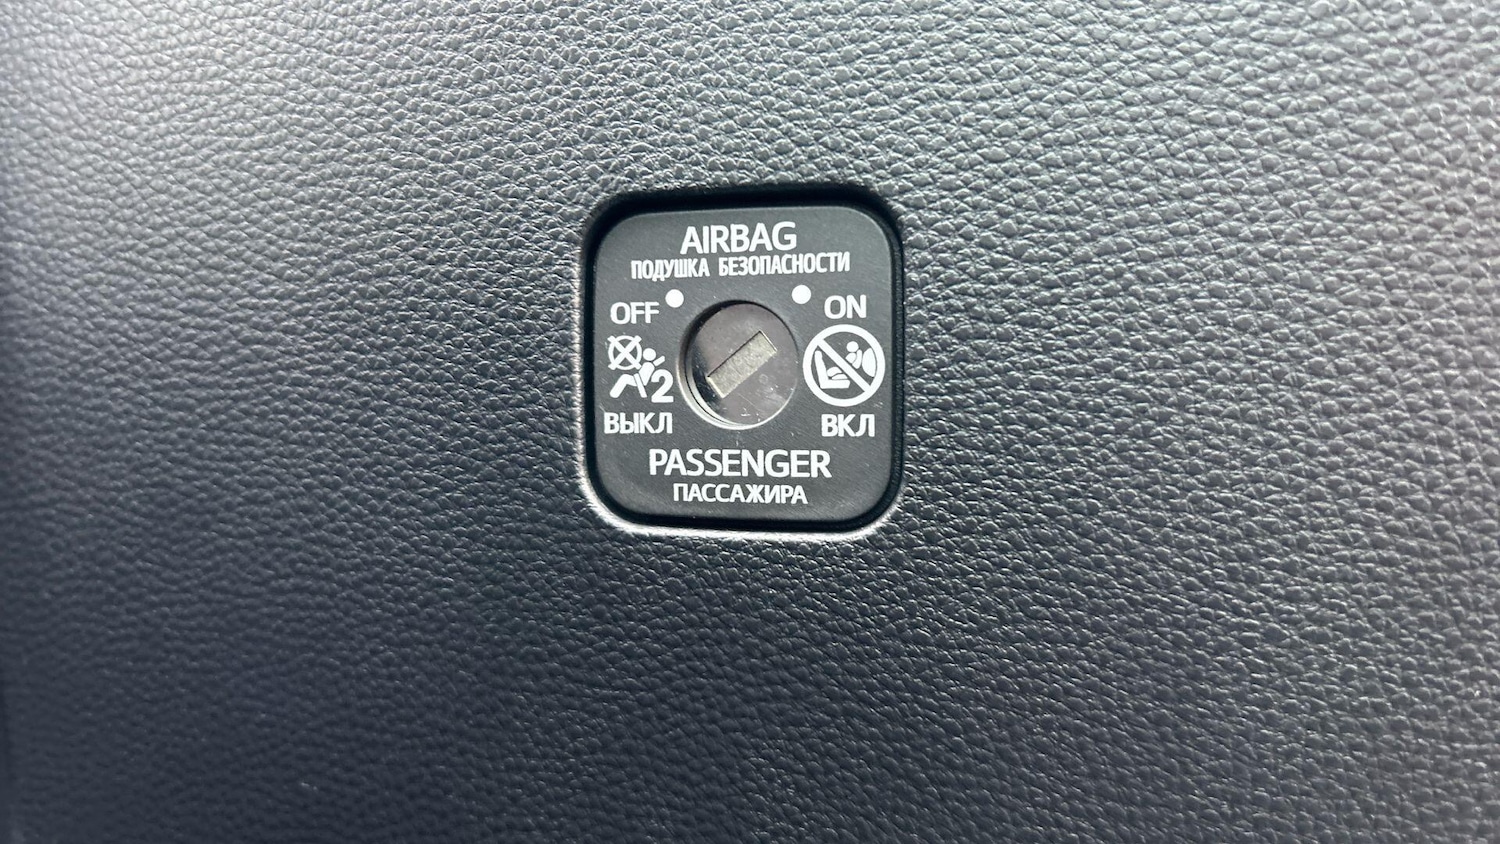 AIRBAG
ПОДУШКА БЕЗОПАСНОСТИ
OFF ON
2
ВЫКЛ ВКЛ
PASSENGER
ПАССАЖИРА